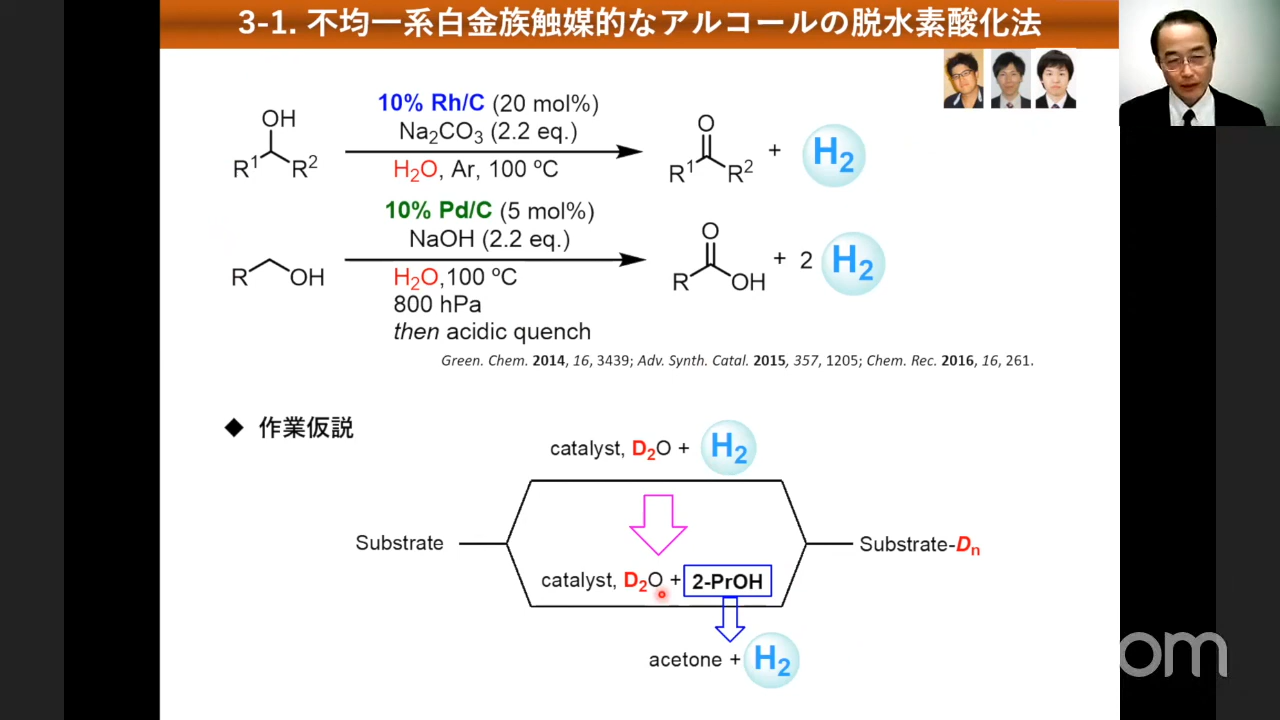 3-1. 不均一系白金族触媒的なアルコールの脱水素酸化法
OH
R1 R2
10% Rh/C (20 mol%)
Na2CO3 (2.2 eq.)
H2O, Ar, 100 ºC
O
R1 R2
+ H2
R OH
10% Pd/C (5 mol%)
NaOH (2.2 eq.)
H2O,100 ºC
800 hPa
then acidic quench
O
R OH
+ 2 H2
Green. Chem. 2014, 16, 3439; Adv. Synth. Catal. 2015, 357, 1205; Chem. Rec. 2016, 16, 261.
◆ 作業仮説
catalyst, D2O + H2
Substrate
Substrate-Dn
catalyst, D2O + 2-PrOH
acetone + H2
om